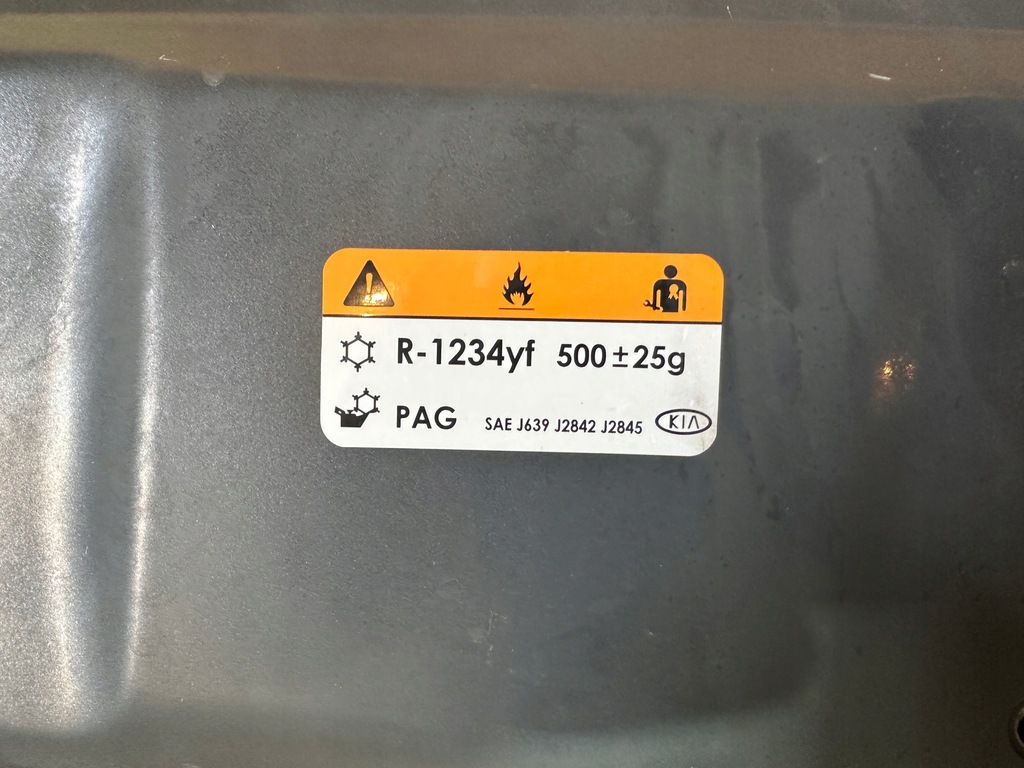 R-1234yf 500±25g
PAG SAE J639 J2842 J2845 KIA